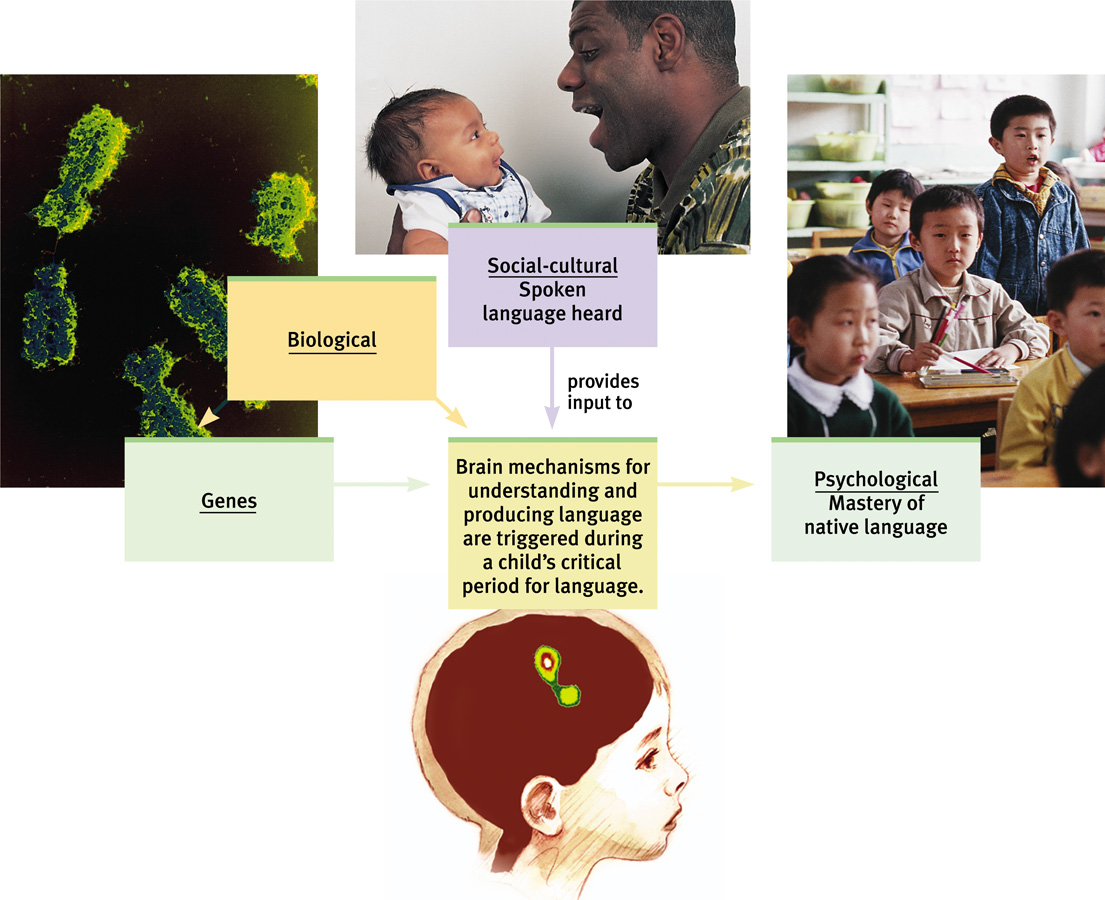 Social-cultural
Spoken
language heard
Biological
provides
input to
Genes
Brain mechanisms for
understanding and
producing language
are triggered during
a child’s critical
period for language.
Psychological
Mastery of
native language